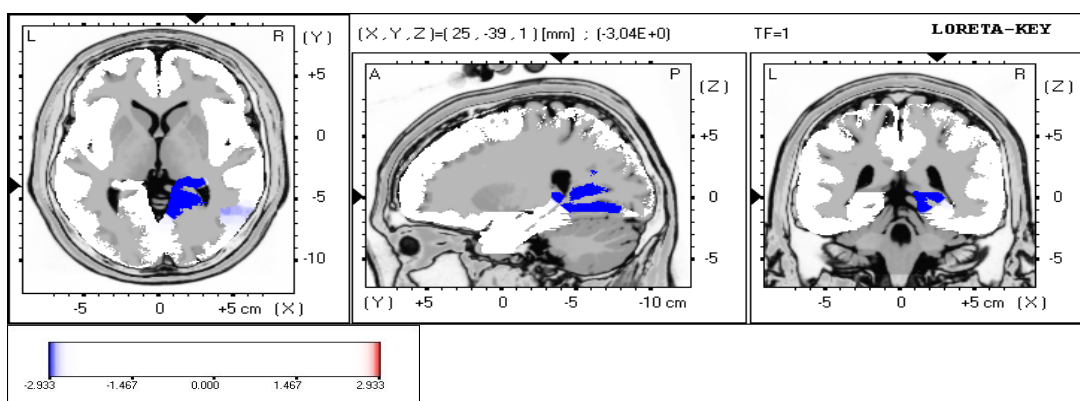 L R (Y) (X,Y,Z)=(25,-39,1)[mm] ; (-3,04E+0) TF=1 LORETA-KEY
A P (Z) L R (Z)
+5 +5 +5
0
-5 0 0
-10 -5 -5
-5 0 +5 cm (X) (Y) +5 0 -5 -10 cm -5 0 +5 cm (X)
-2.933 -1.467 0.000 1.467 2.933